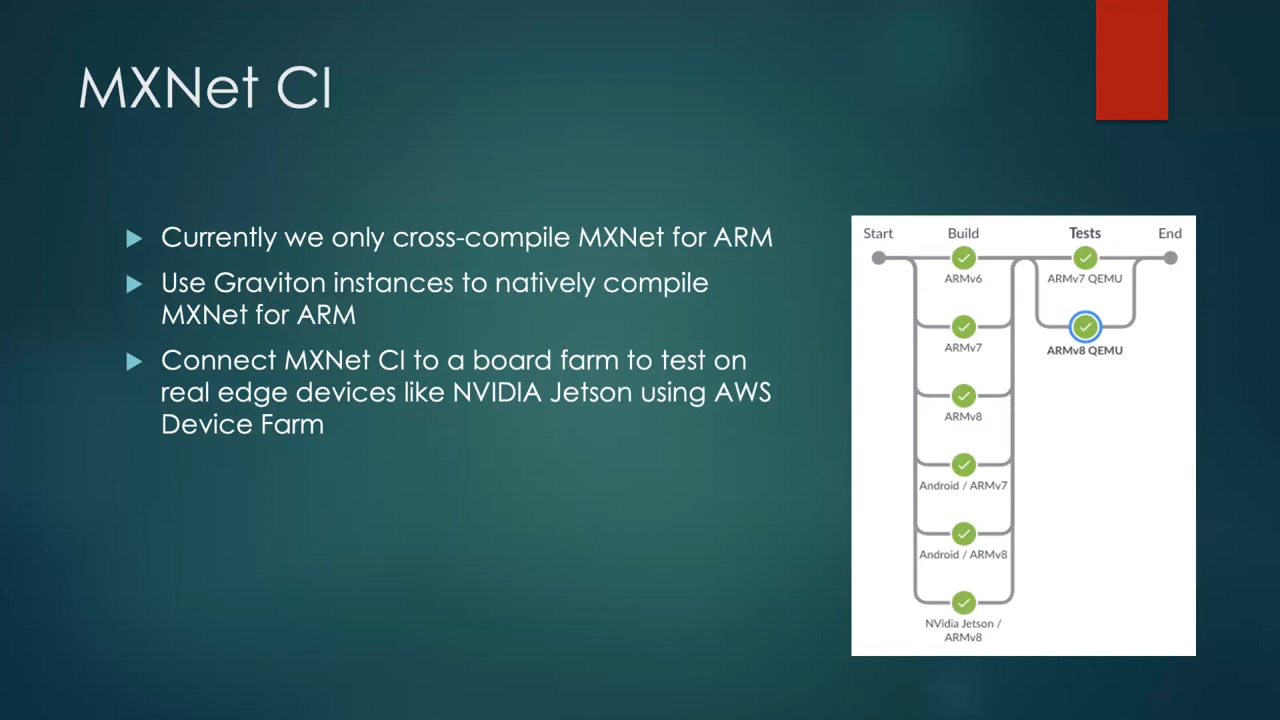 MXNet CI
Currently we only cross-compile MXNet for ARM
Use Graviton instances to natively compile
MXNet for ARM
Connect MXNet CI to a board farm to test on
real edge devices like NVIDIA Jetson using AWS
Device Farm
Start
Build
Tests
End
ARMv6
ARMv7 QEMU
ARMv7
ARMv8 QEMU
ARMv8
Android / ARMv7
Android / ARMv8
NVidia Jetson /
ARMv8